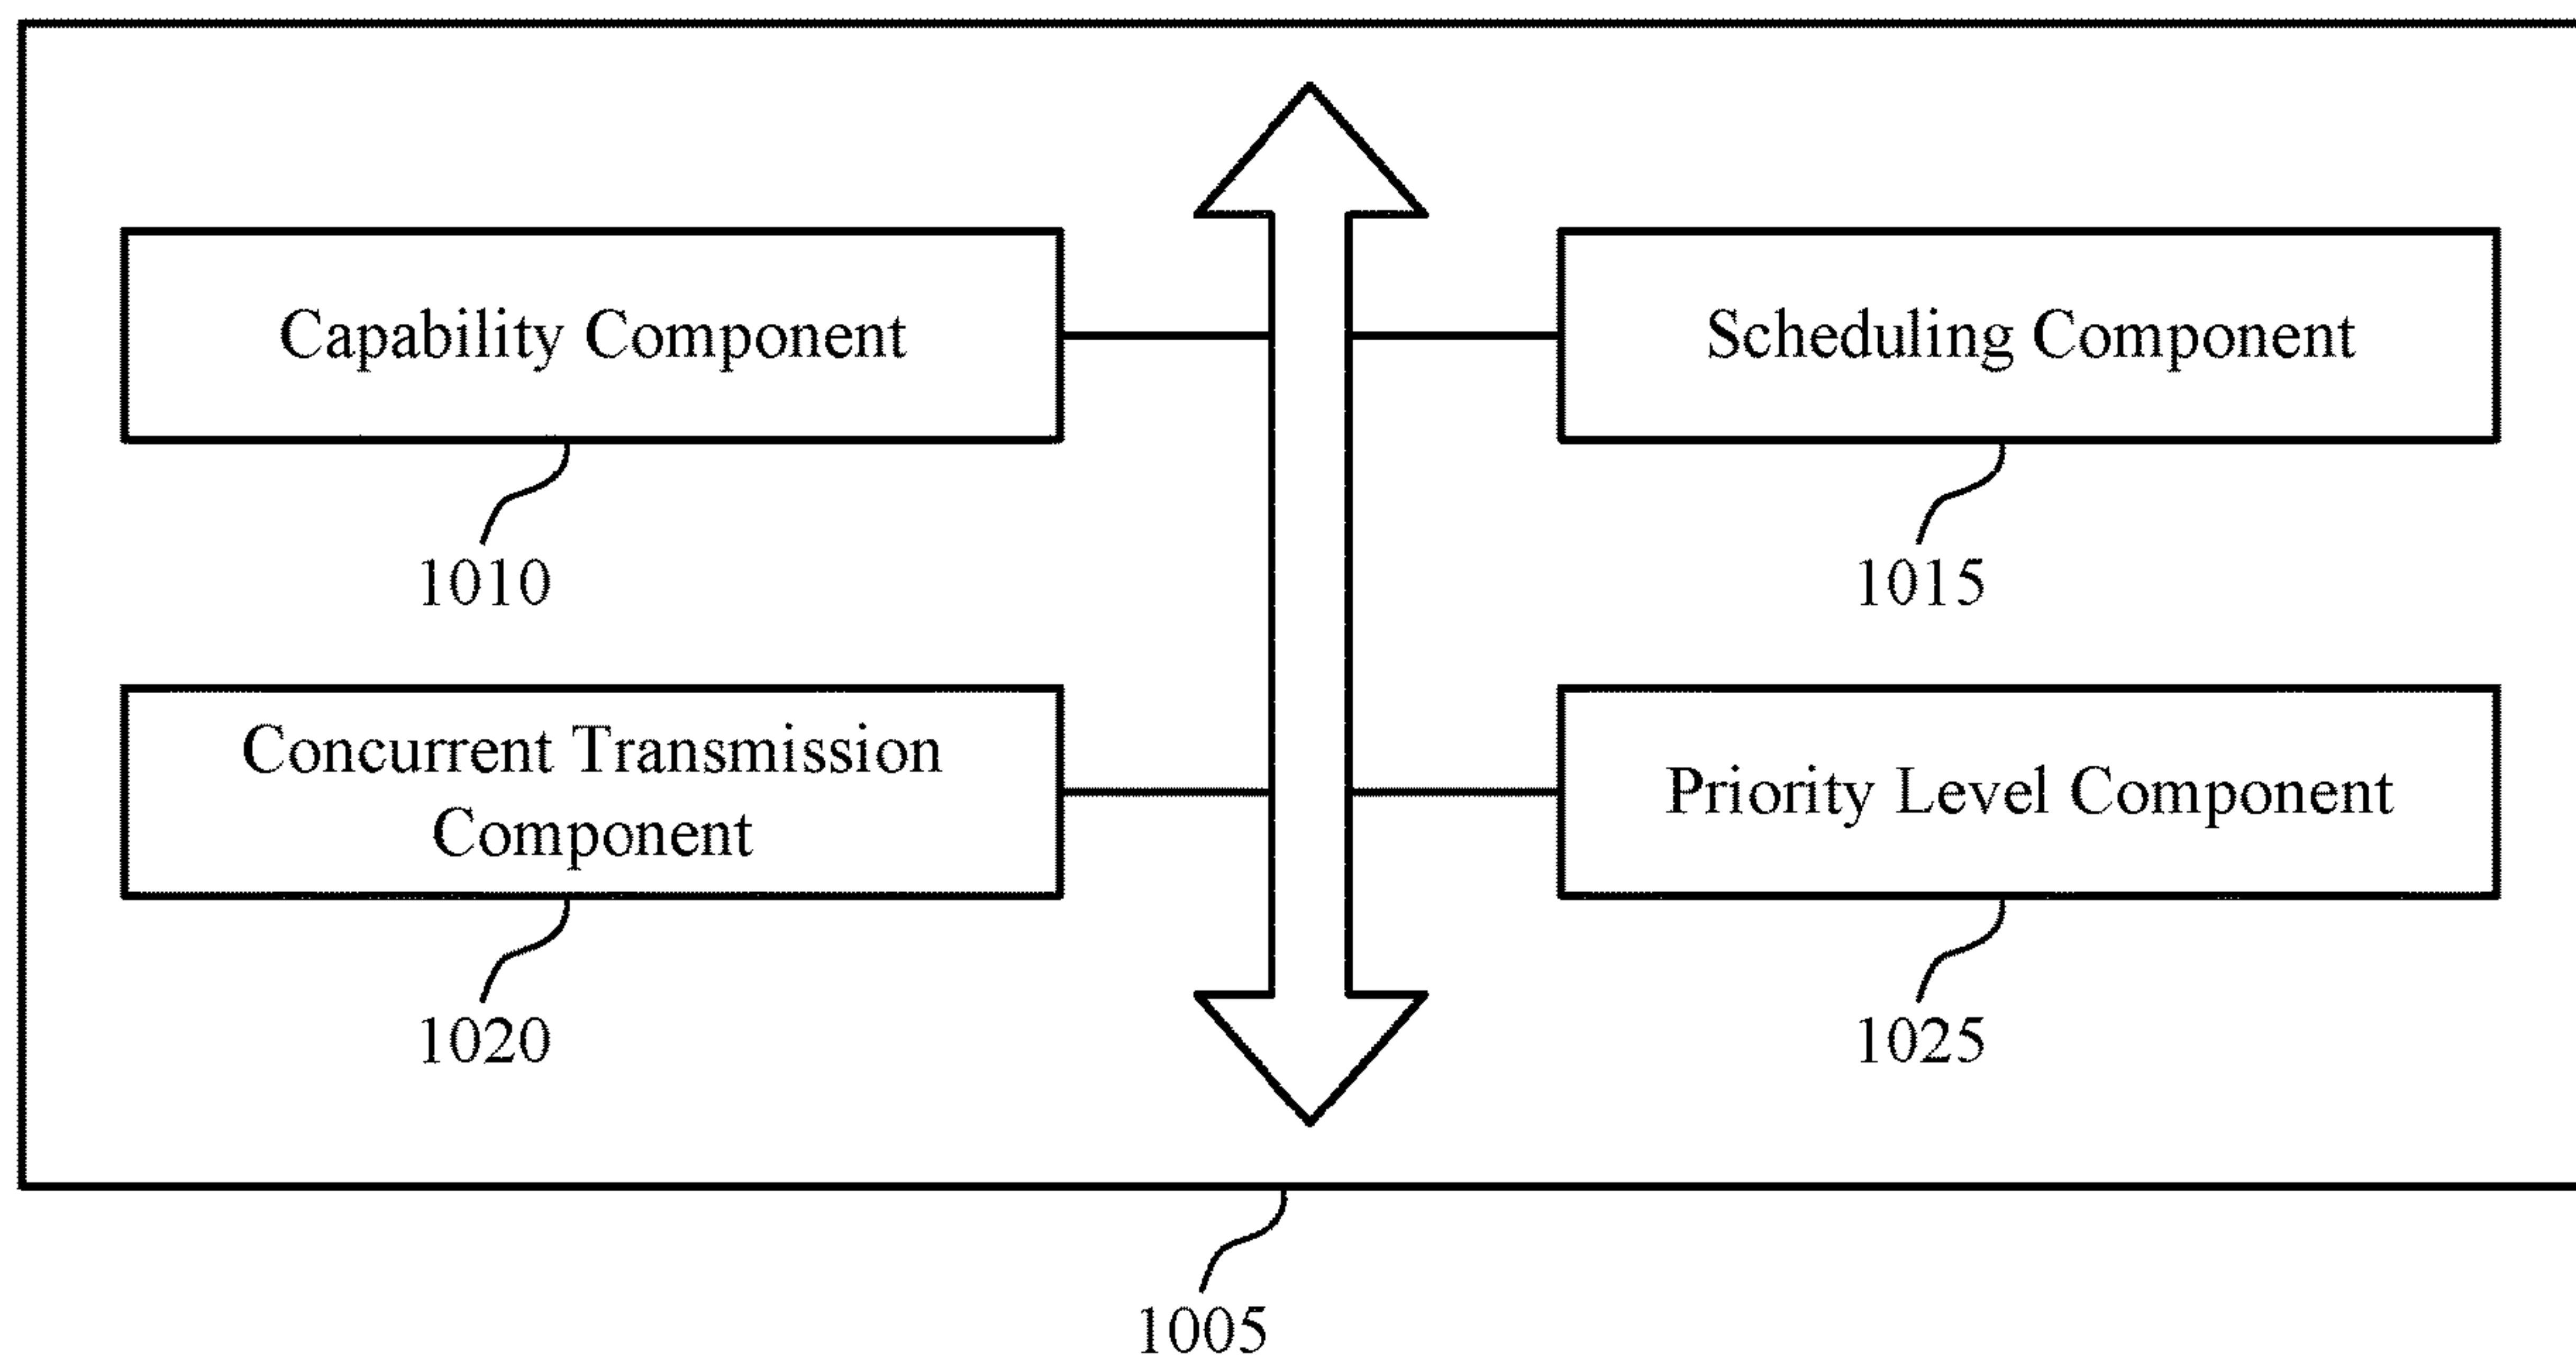 Capability Component
Scheduling Component
1010
1015
Concurrent Transmission
Component
Priority Level Component
1020
1025
1005